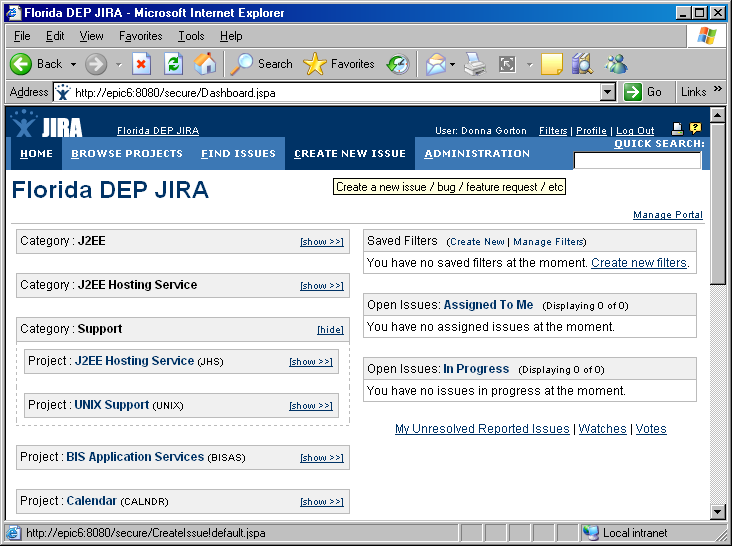 Florida DEP JIRA - Microsoft Internet Explorer
File Edit View Favorites Tools Help
Back Search Favorites
Address http://epic6:8080/secure/Dashboard.jspa Go Links »
JIRA Florida DEP JIRA User: Donna Gorton Filters | Profile | Log Out
QUICK SEARCH:
HOME BROWSE PROJECTS FIND ISSUES CREATE NEW ISSUE ADMINISTRATION
Florida DEP JIRA
Create a new issue / bug / feature request / etc
Manage Portal
Category : J2EE [show >>]
Category : J2EE Hosting Service [show >>]
Category : Support [hide]
Project : J2EE Hosting Service (JHS) [show >>]
Project : UNIX Support (UNIX) [show >>]
Project : BIS Application Services (BISAS) [show >>]
Project : Calendar (CALNDR) [show >>]
Saved Filters (Create New | Manage Filters)
You have no saved filters at the moment. Create new filters.
Open Issues: Assigned To Me (Displaying 0 of 0)
You have no assigned issues at the moment.
Open Issues: In Progress (Displaying 0 of 0)
You have no issues in progress at the moment.
My Unresolved Reported Issues | Watches | Votes
http://epic6:8080/secure/CreateIssue!default.jspa Local intranet